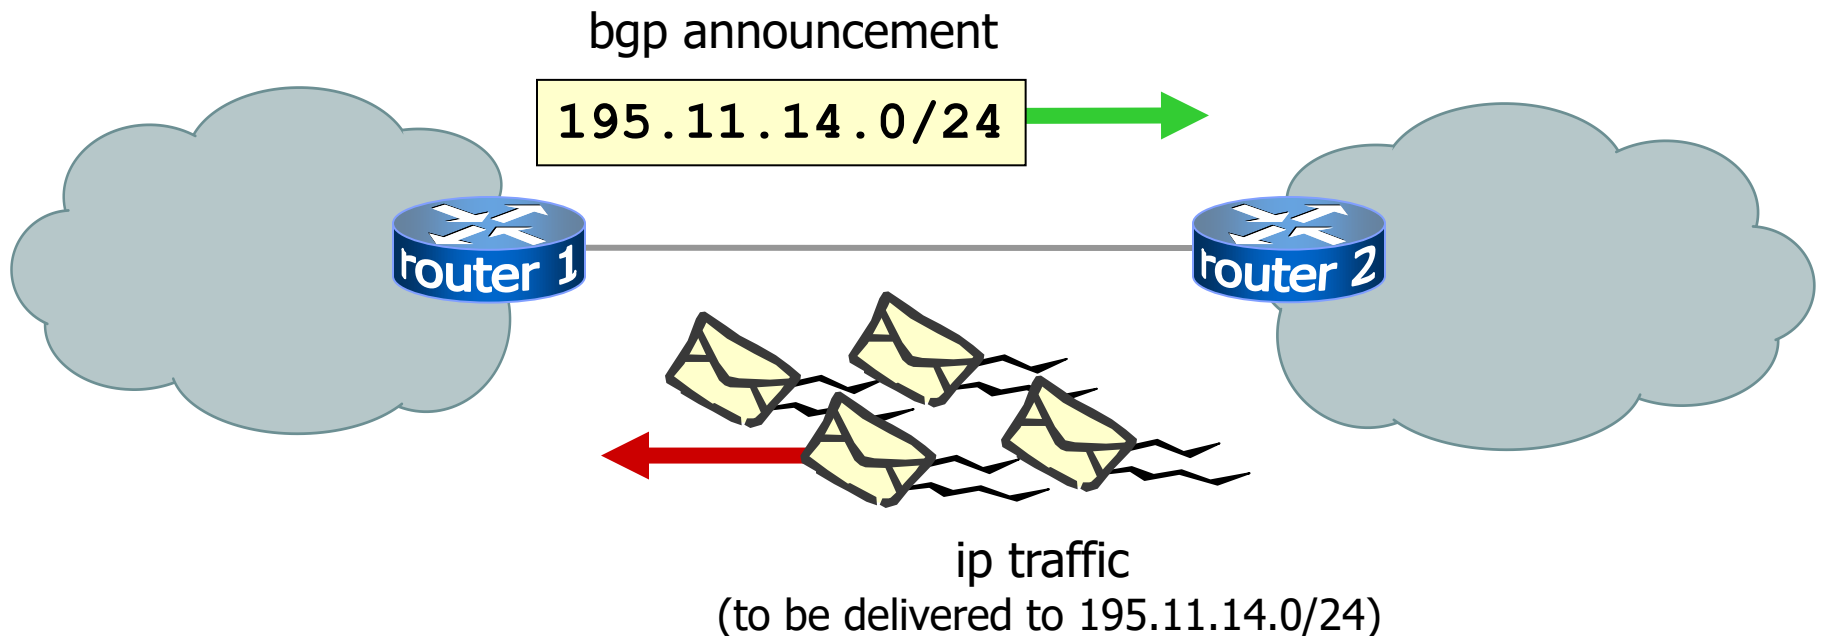 bgp announcement
195.11.14.0/24
router 1
router 2
ip traffic
(to be delivered to 195.11.14.0/24)